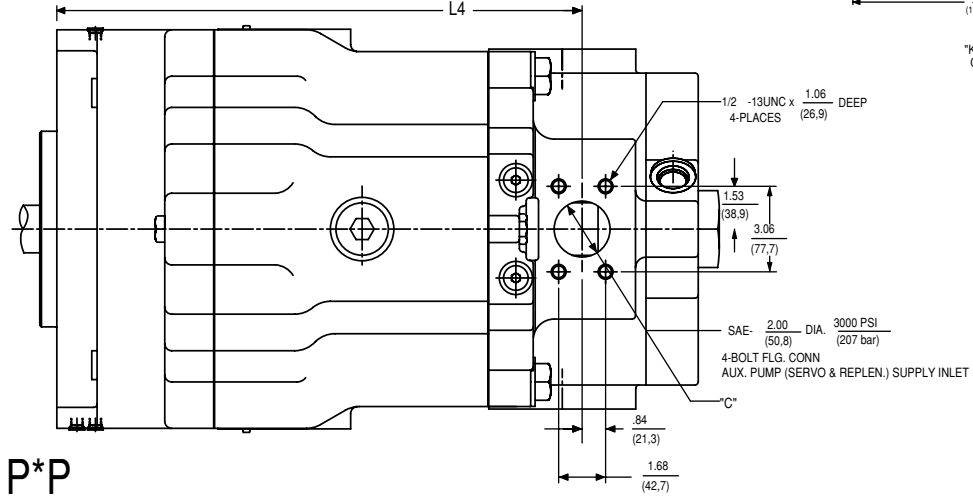 L4
(1
"K
C
1/2 -13UNC x 1.06 DEEP
(26,9)
4-PLACES
1.53
(38,9)
3.06
(77,7)
SAE- 2.00 DIA. 3000 PSI
(50,8) (207 bar)
4-BOLT FLG. CONN
AUX. PUMP (SERVO & REPLEN.) SUPPLY INLET
"C"
.84
(21,3)
1.68
(42,7)
P*P